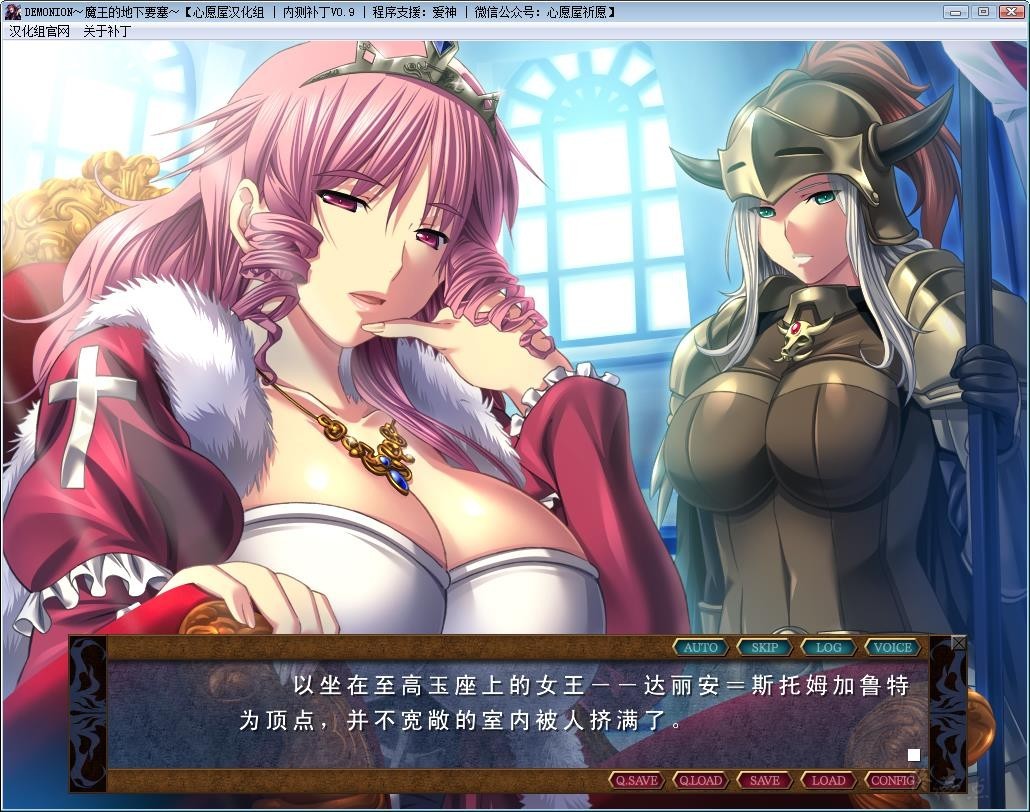 DEMONION～魔王的地下要塞～【心愿屋汉化组 | 内测补丁V0.9 | 程序支援：爱神 | 微信公众号：心愿屋祈愿】
汉化组官网 关于补丁
AUTO SKIP LOG VOICE
以坐在至高玉座上的女王－－达丽安＝斯托姆加鲁特
为顶点，并不宽敞的室内被人挤满了。
Q.SAVE Q.LOAD SAVE LOAD CONFIG